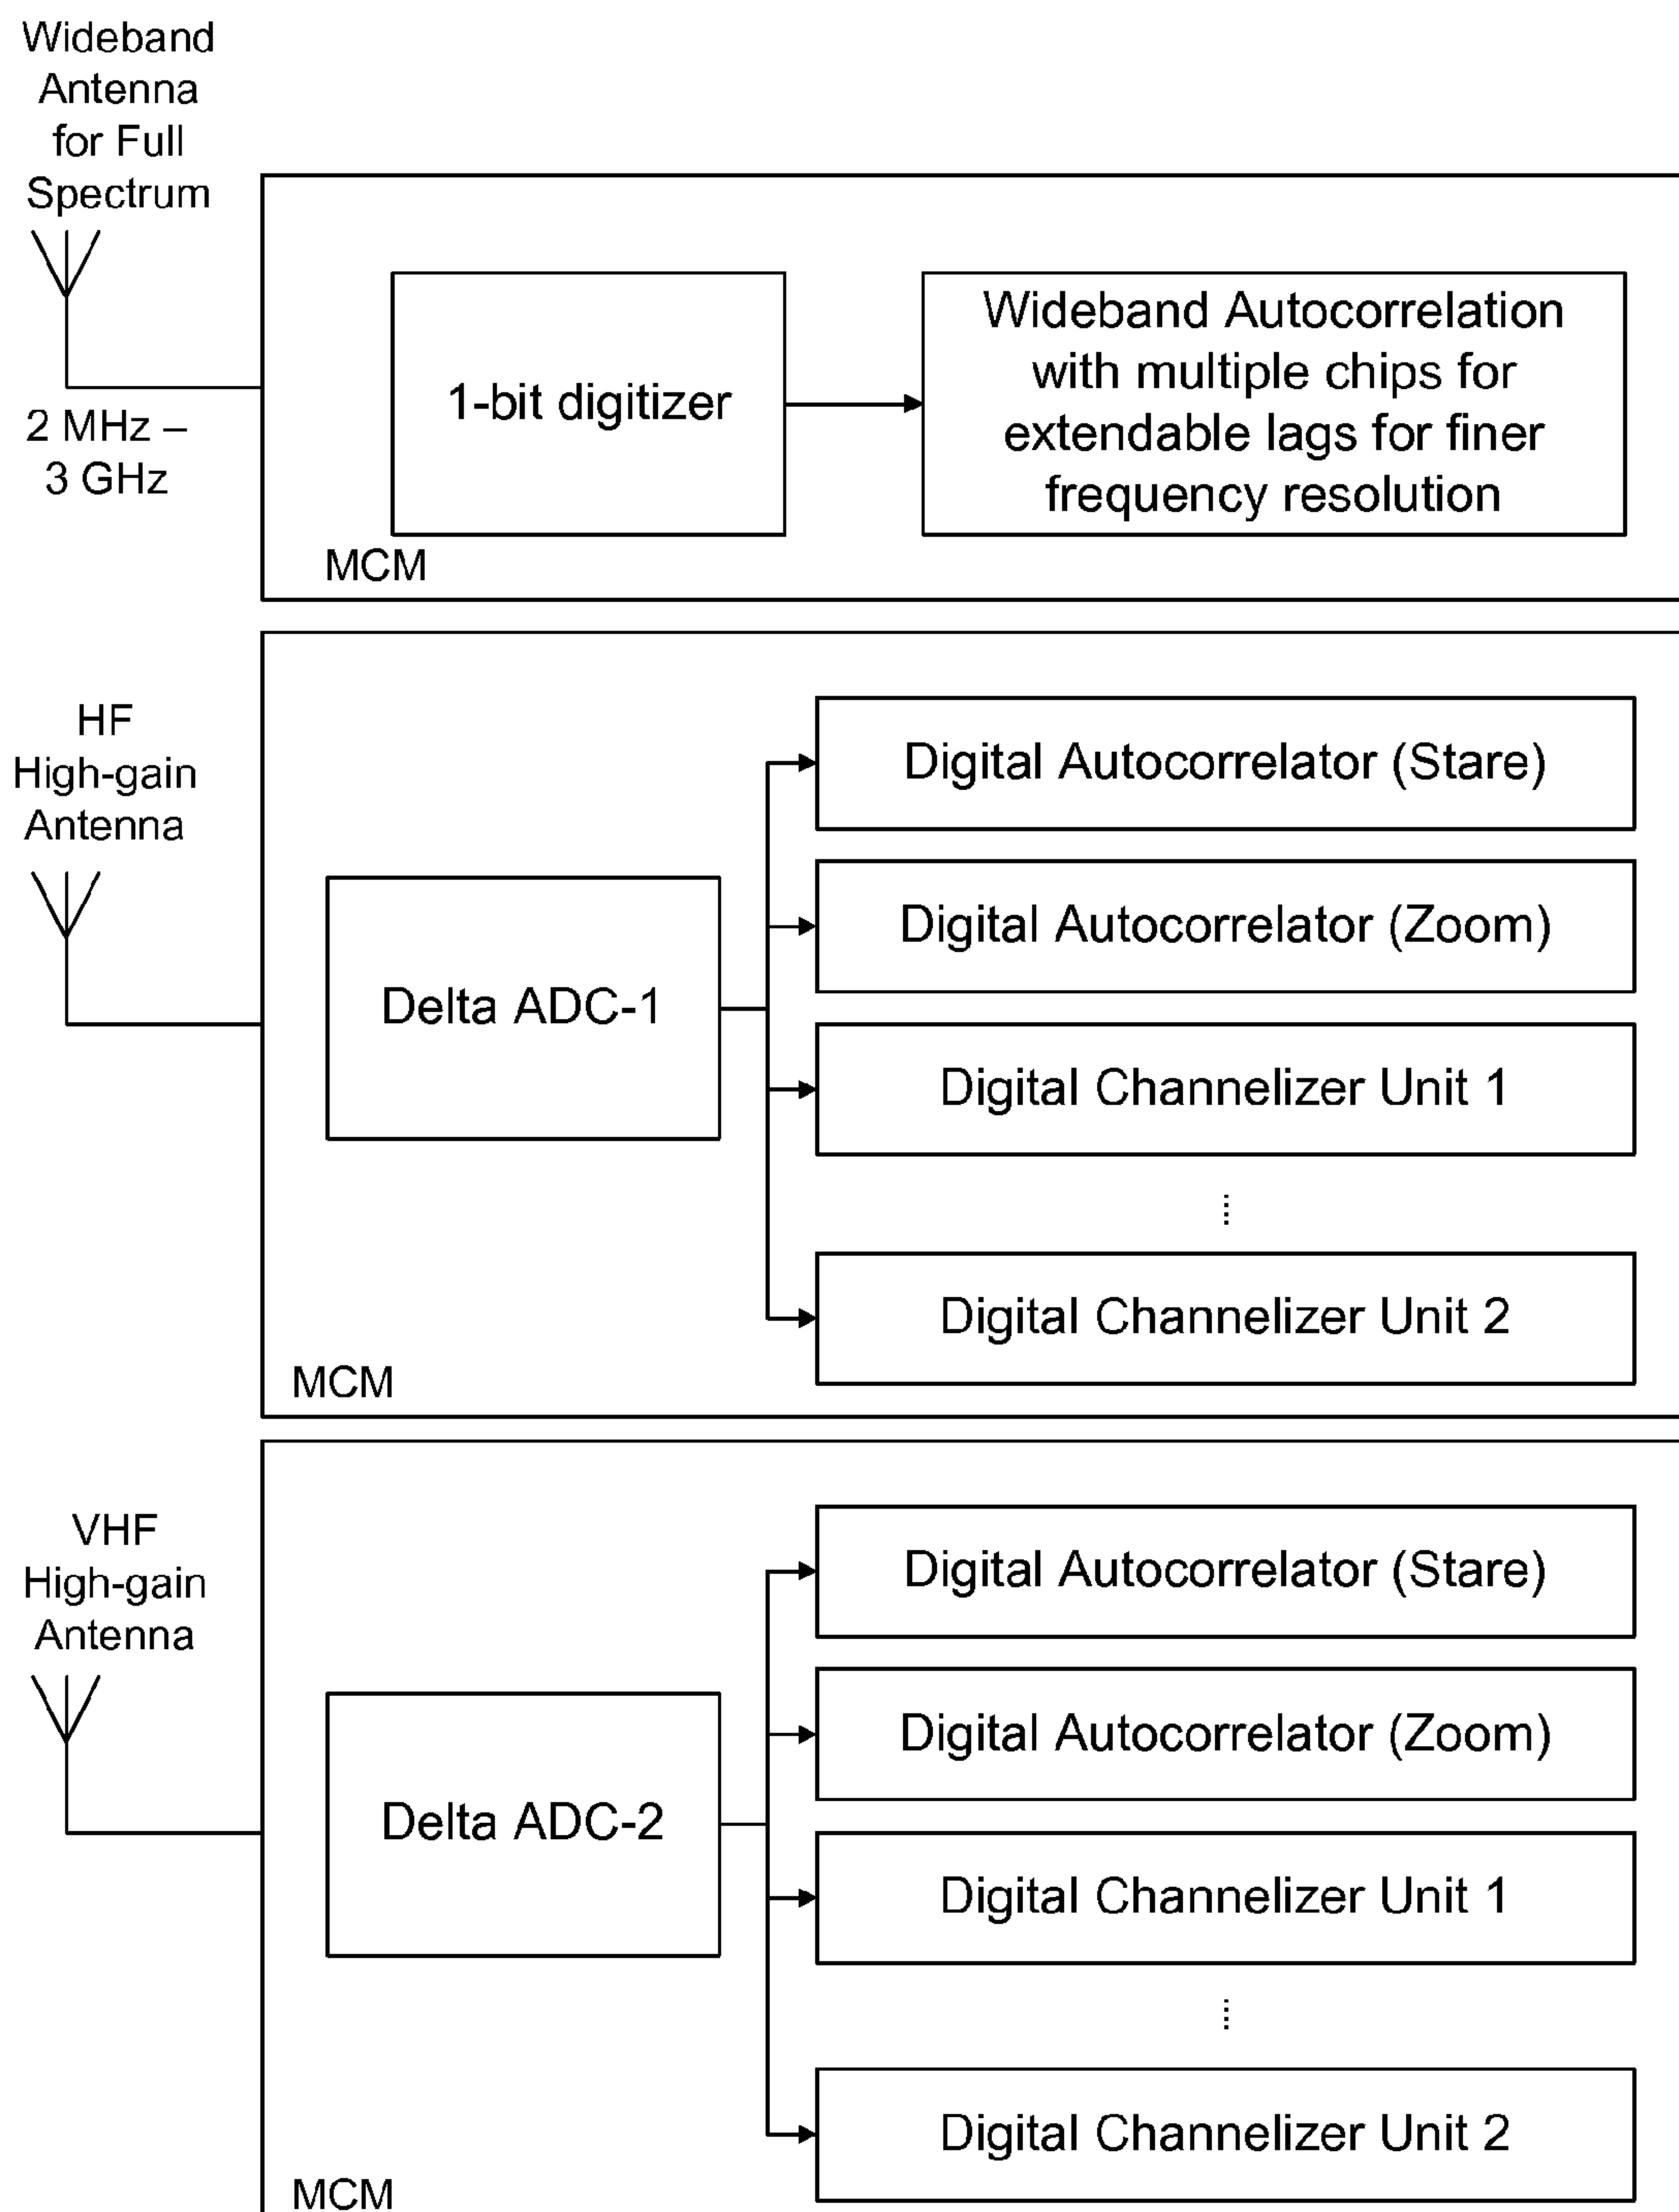 Wideband
Antenna
for Full
Spectrum
2 MHz –
3 GHz
1-bit digitizer
Wideband Autocorrelation
with multiple chips for
extendable lags for finer
frequency resolution
MCM
HF
High-gain
Antenna
Delta ADC-1
Digital Autocorrelator (Stare)
Digital Autocorrelator (Zoom)
Digital Channelizer Unit 1
Digital Channelizer Unit 2
MCM
VHF
High-gain
Antenna
Delta ADC-2
Digital Autocorrelator (Stare)
Digital Autocorrelator (Zoom)
Digital Channelizer Unit 1
Digital Channelizer Unit 2
MCM